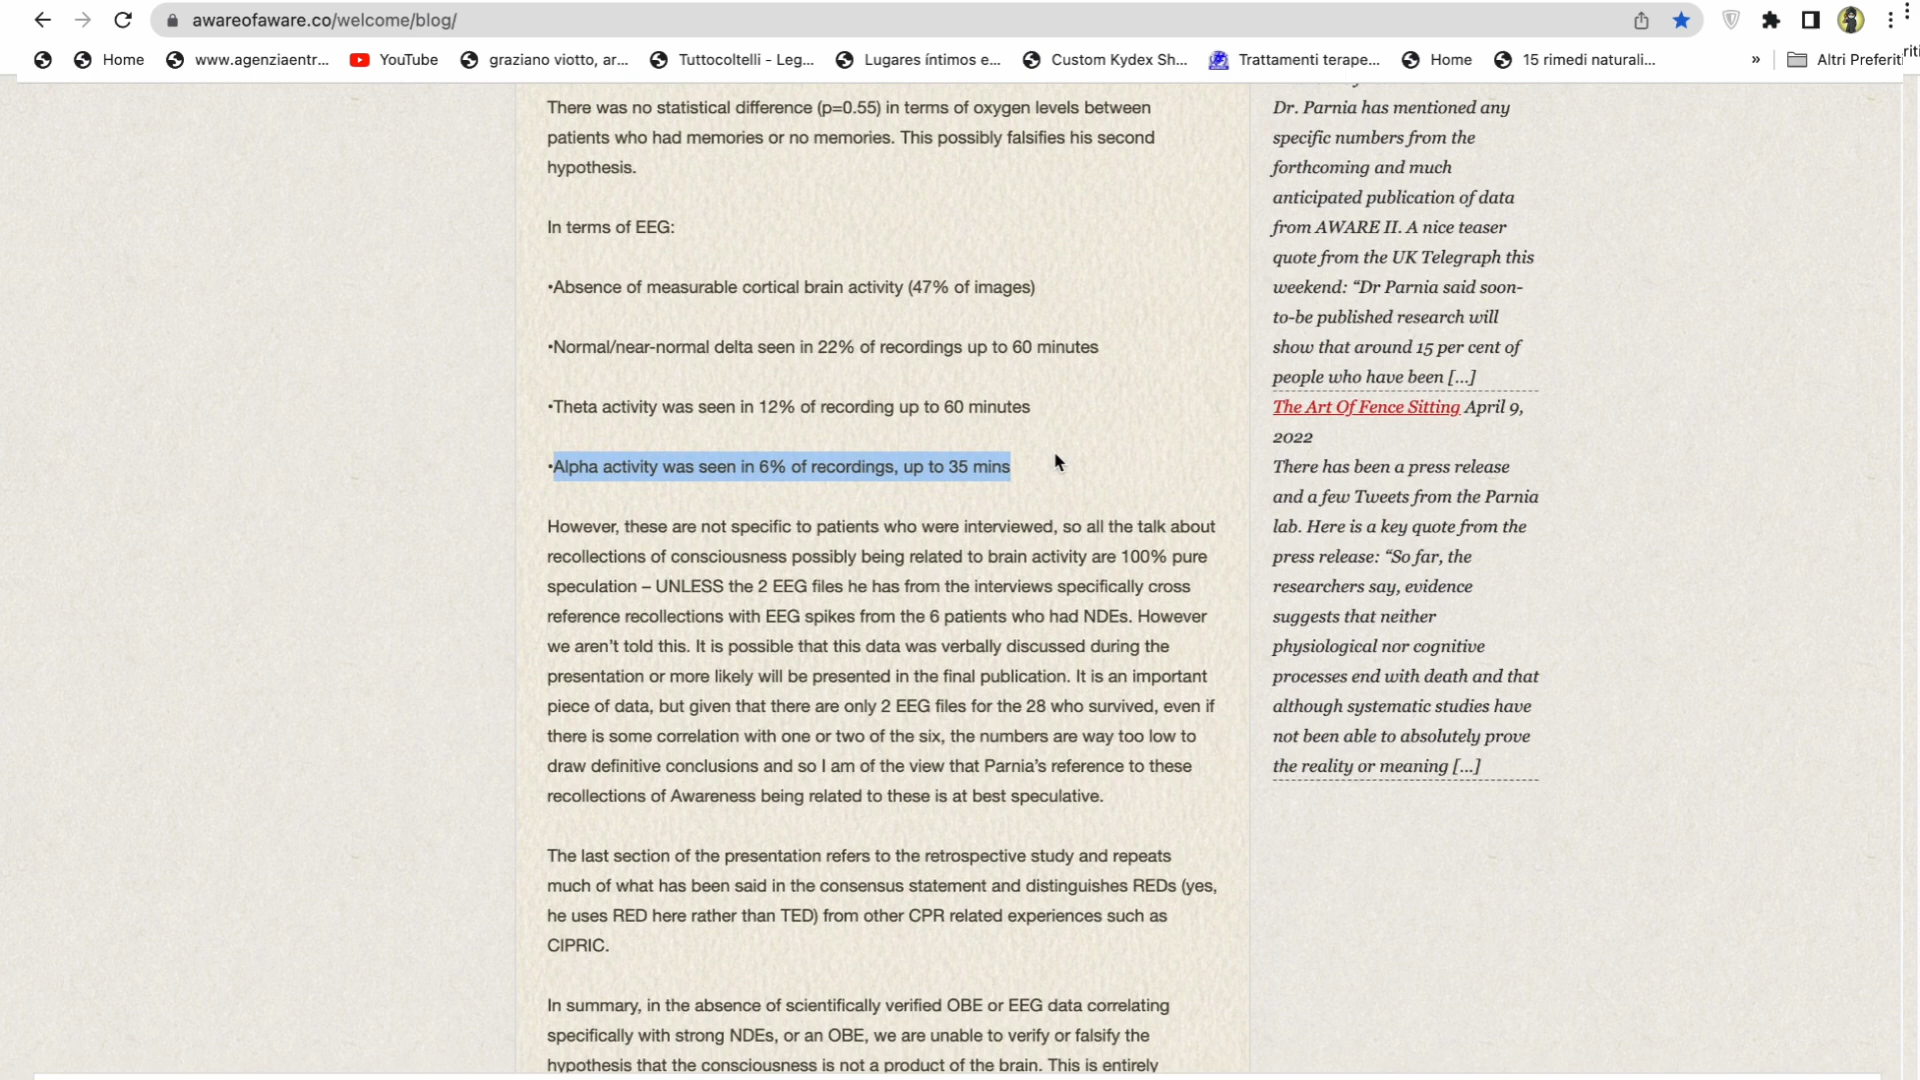 awareofaware.co/welcome/blog/
Home
www.agenziaentr...
YouTube
graziano viotto, ar...
Tuttocoltelli - Leg...
Lugares íntimos e...
Custom Kydex Sh...
Trattamenti terape...
Home
15 rimedi naturali...
»
Altri Preferiti
There was no statistical difference (p=0.55) in terms of oxygen levels between
patients who had memories or no memories. This possibly falsifies his second
hypothesis.
In terms of EEG:
•Absence of measurable cortical brain activity (47% of images)
•Normal/near-normal delta seen in 22% of recordings up to 60 minutes
•Theta activity was seen in 12% of recording up to 60 minutes
•Alpha activity was seen in 6% of recordings, up to 35 mins
However, these are not specific to patients who were interviewed, so all the talk about
recollections of consciousness possibly being related to brain activity are 100% pure
speculation – UNLESS the 2 EEG files he has from the interviews specifically cross
reference recollections with EEG spikes from the 6 patients who had NDEs. However
we aren't told this. It is possible that this data was verbally discussed during the
presentation or more likely will be presented in the final publication. It is an important
piece of data, but given that there are only 2 EEG files for the 28 who survived, even if
there is some correlation with one or two of the six, the numbers are way too low to
draw definitive conclusions and so I am of the view that Parnia's reference to these
recollections of Awareness being related to these is at best speculative.
The last section of the presentation refers to the retrospective study and repeats
much of what has been said in the consensus statement and distinguishes REDs (yes,
he uses RED here rather than TED) from other CPR related experiences such as
CIPRIC.
In summary, in the absence of scientifically verified OBE or EEG data correlating
specifically with strong NDEs, or an OBE, we are unable to verify or falsify the
hypothesis that the consciousness is not a product of the brain. This is entirely
Dr. Parnia has mentioned any
specific numbers from the
forthcoming and much
anticipated publication of data
from AWARE II. A nice teaser
quote from the UK Telegraph this
weekend: “Dr Parnia said soon-
to-be published research will
show that around 15 per cent of
people who have been [...]
The Art Of Fence Sitting April 9,
2022
There has been a press release
and a few Tweets from the Parnia
lab. Here is a key quote from the
press release: “So far, the
researchers say, evidence
suggests that neither
physiological nor cognitive
processes end with death and that
although systematic studies have
not been able to absolutely prove
the reality or meaning [...]